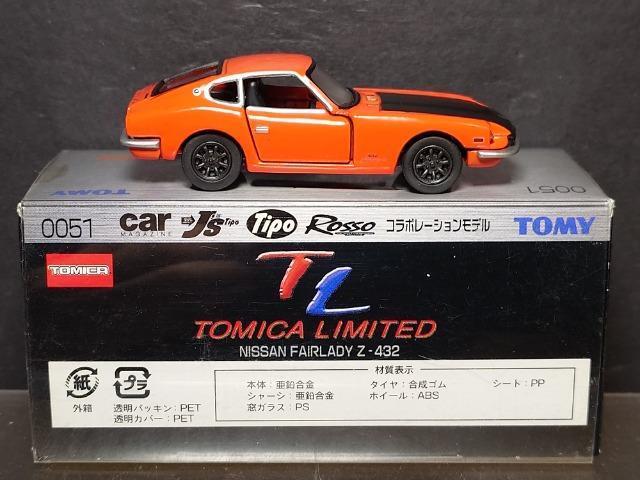 TOMY
0051
0051 car MAGAZINE J's Tipo Tipo Rosso コラボレーションモデル TOMY
TOMICA
TL
TOMICA LIMITED
NISSAN FAIRLADY Z-432
材質表示
紙
外箱
プラ
透明パッキン:PET
透明カバー:PET
本体:亜鉛合金
シャーシ:亜鉛合金
窓ガラス:PS
タイヤ:合成ゴム
ホイール:ABS
シート:PP